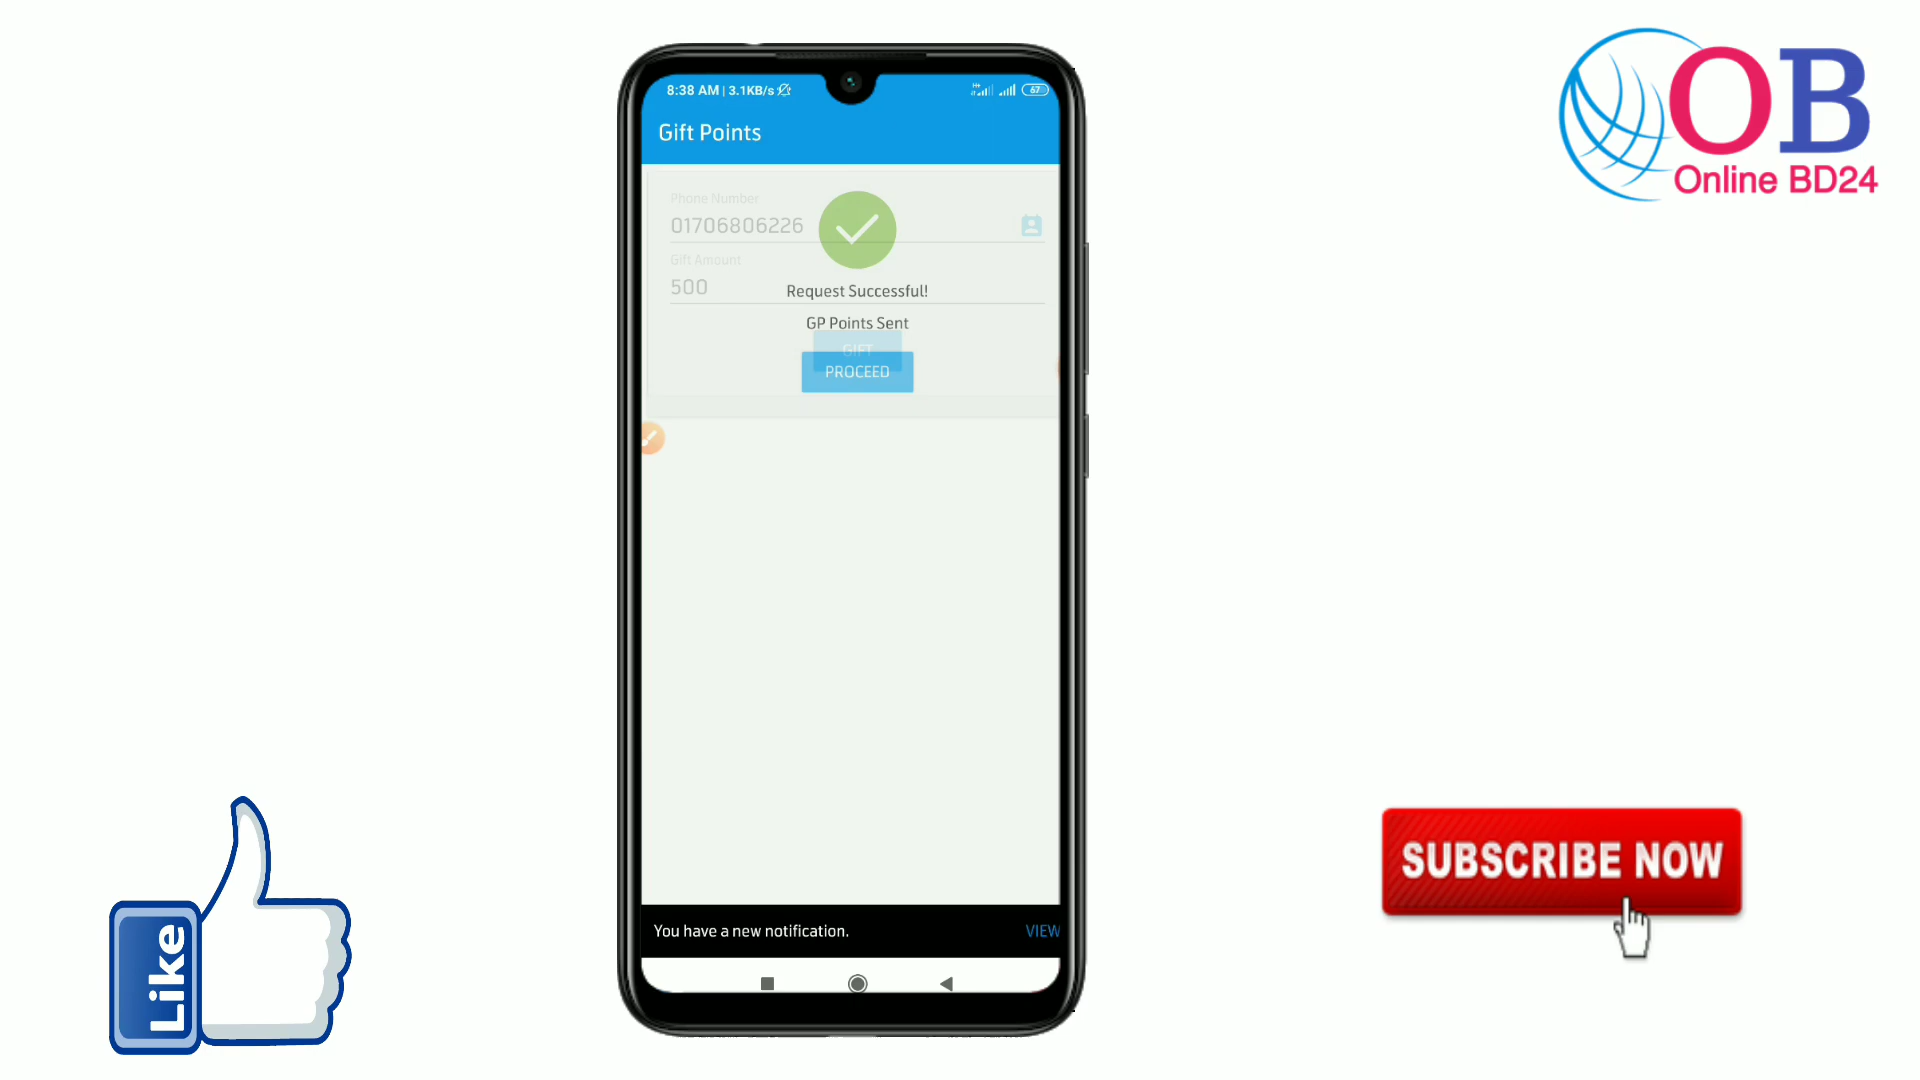 8:38 AM | 3.1KB/s
67
Gift Points
Phone Number
01706806226
Gift Amount
500
Request Successful!
GP Points Sent
GIFT
PROCEED
You have a new notification.
VIEW
OB
Online BD24
Like
SUBSCRIBE NOW